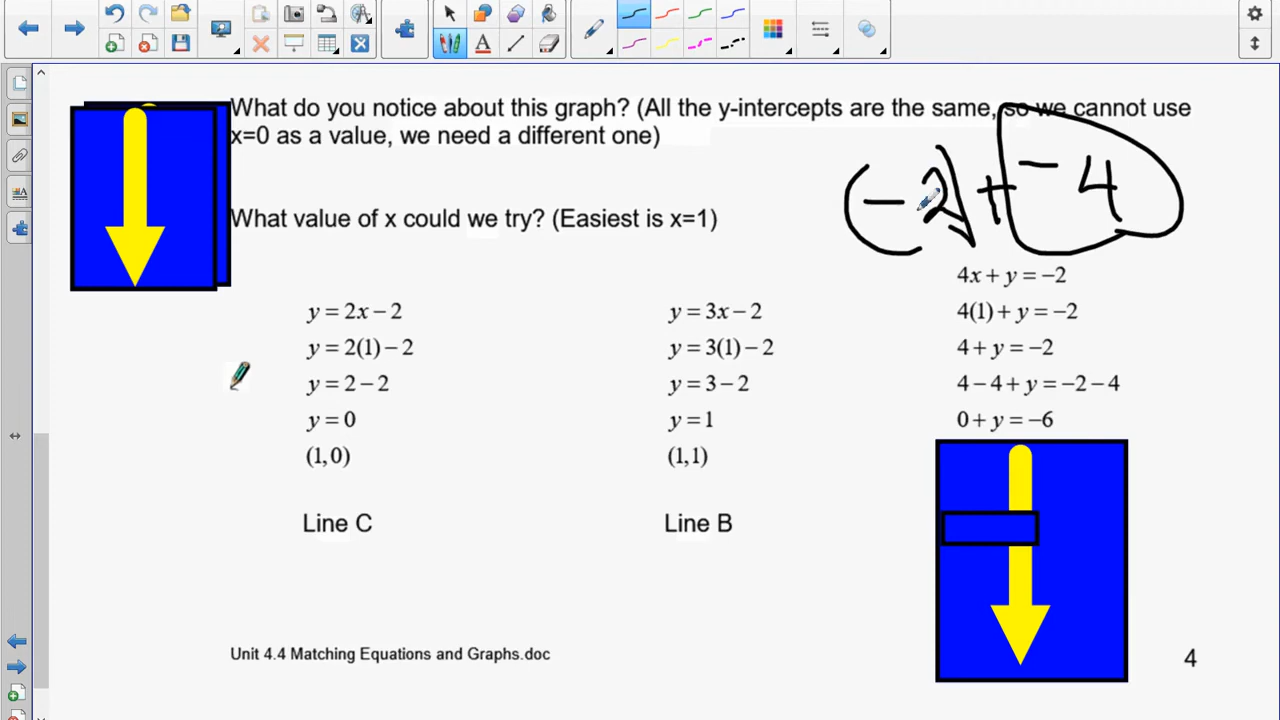 What do you notice about this graph? (All the y-intercepts are the same, so we cannot use
x=0 as a value, we need a different one)
(-2) + -4
What value of x could we try? (Easiest is x=1)
y = 2x − 2
y = 2(1) − 2
y = 2 − 2
y = 0
(1, 0)
Line C
y = 3x − 2
y = 3(1) − 2
y = 3 − 2
y = 1
(1, 1)
Line B
4x + y = −2
4(1) + y = −2
4 + y = −2
4 − 4 + y = −2 − 4
0 + y = −6
Unit 4.4 Matching Equations and Graphs.doc
4